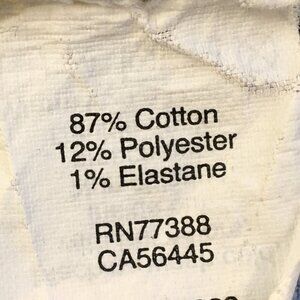 87% Cotton
12% Polyester
1% Elastane
RN77388
CA56445